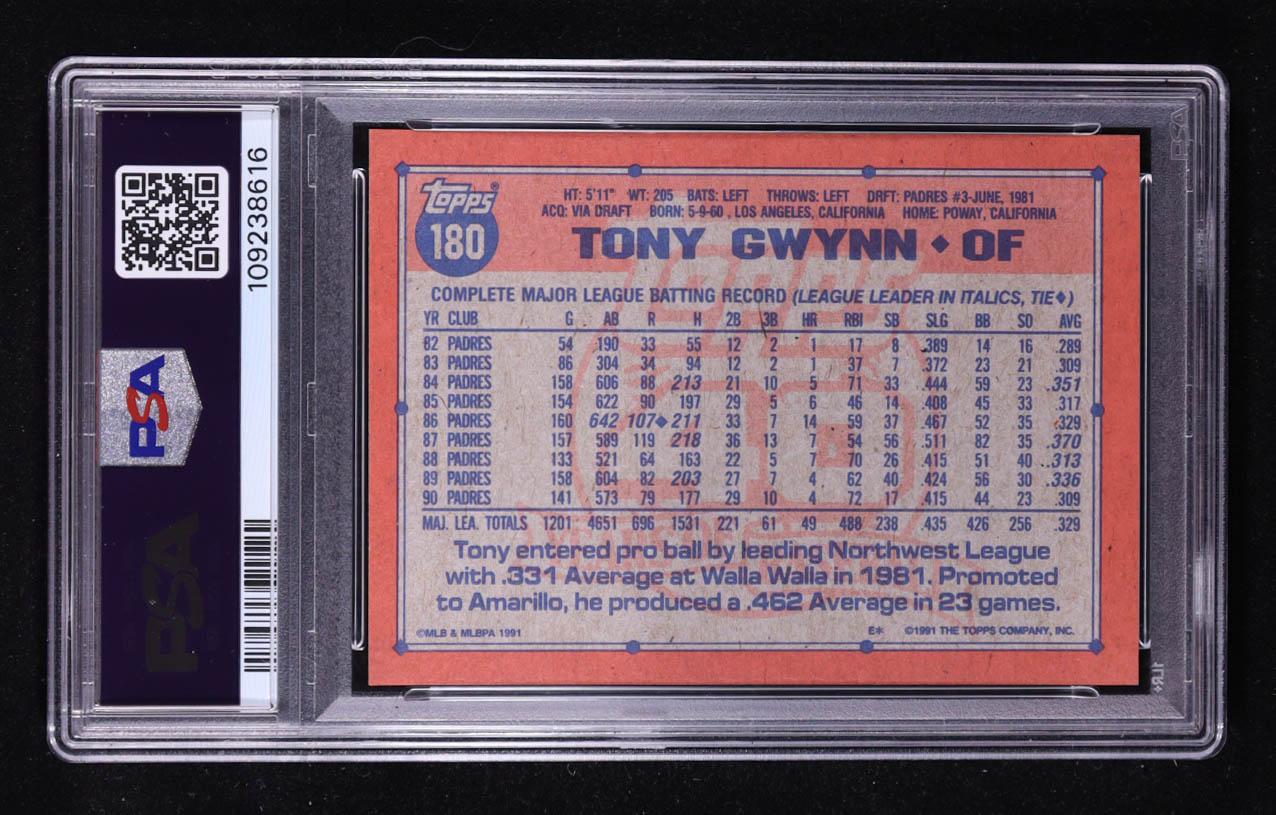 109238616
PSA
PSA
PSA
Topps®
180
HT: 5'11" WT: 205 BATS: LEFT THROWS: LEFT DRFT: PADRES #3-JUNE, 1981
ACQ: VIA DRAFT BORN: 5-9-60, LOS ANGELES, CALIFORNIA HOME: POWAY, CALIFORNIA
TONY GWYNN ◆ OF
COMPLETE MAJOR LEAGUE BATTING RECORD (LEAGUE LEADER IN ITALICS, TIE◆)
YR CLUB G AB R H 2B 3B HR RBI SB SLG BB SO AVG
82 PADRES 54 190 33 55 12 2 1 17 8 .389 14 16 .289
83 PADRES 86 304 34 94 12 2 1 37 7 .372 23 21 .309
84 PADRES 158 606 88 213 21 10 5 71 33 .444 59 23 .351
85 PADRES 154 622 90 197 29 5 6 46 14 .408 45 33 .317
86 PADRES 160 642 107◆ 211 33 7 14 59 37 .467 52 35 .329
87 PADRES 157 589 119 218 36 13 7 54 56 .511 82 35 .370
88 PADRES 133 521 64 163 22 5 7 70 26 .415 51 40 .313
89 PADRES 158 604 82 203 27 7 4 62 40 .424 56 30 .336
90 PADRES 141 573 79 177 29 10 4 72 17 .415 44 23 .309
MAJ. LEA. TOTALS 1201 4651 696 1531 221 61 49 488 238 .435 426 256 .329
Tony entered pro ball by leading Northwest League
with .331 Average at Walla Walla in 1981. Promoted
to Amarillo, he produced a .462 Average in 23 games.
©MLB & MLBPA 1991 E* ©1991 THE TOPPS COMPANY, INC.